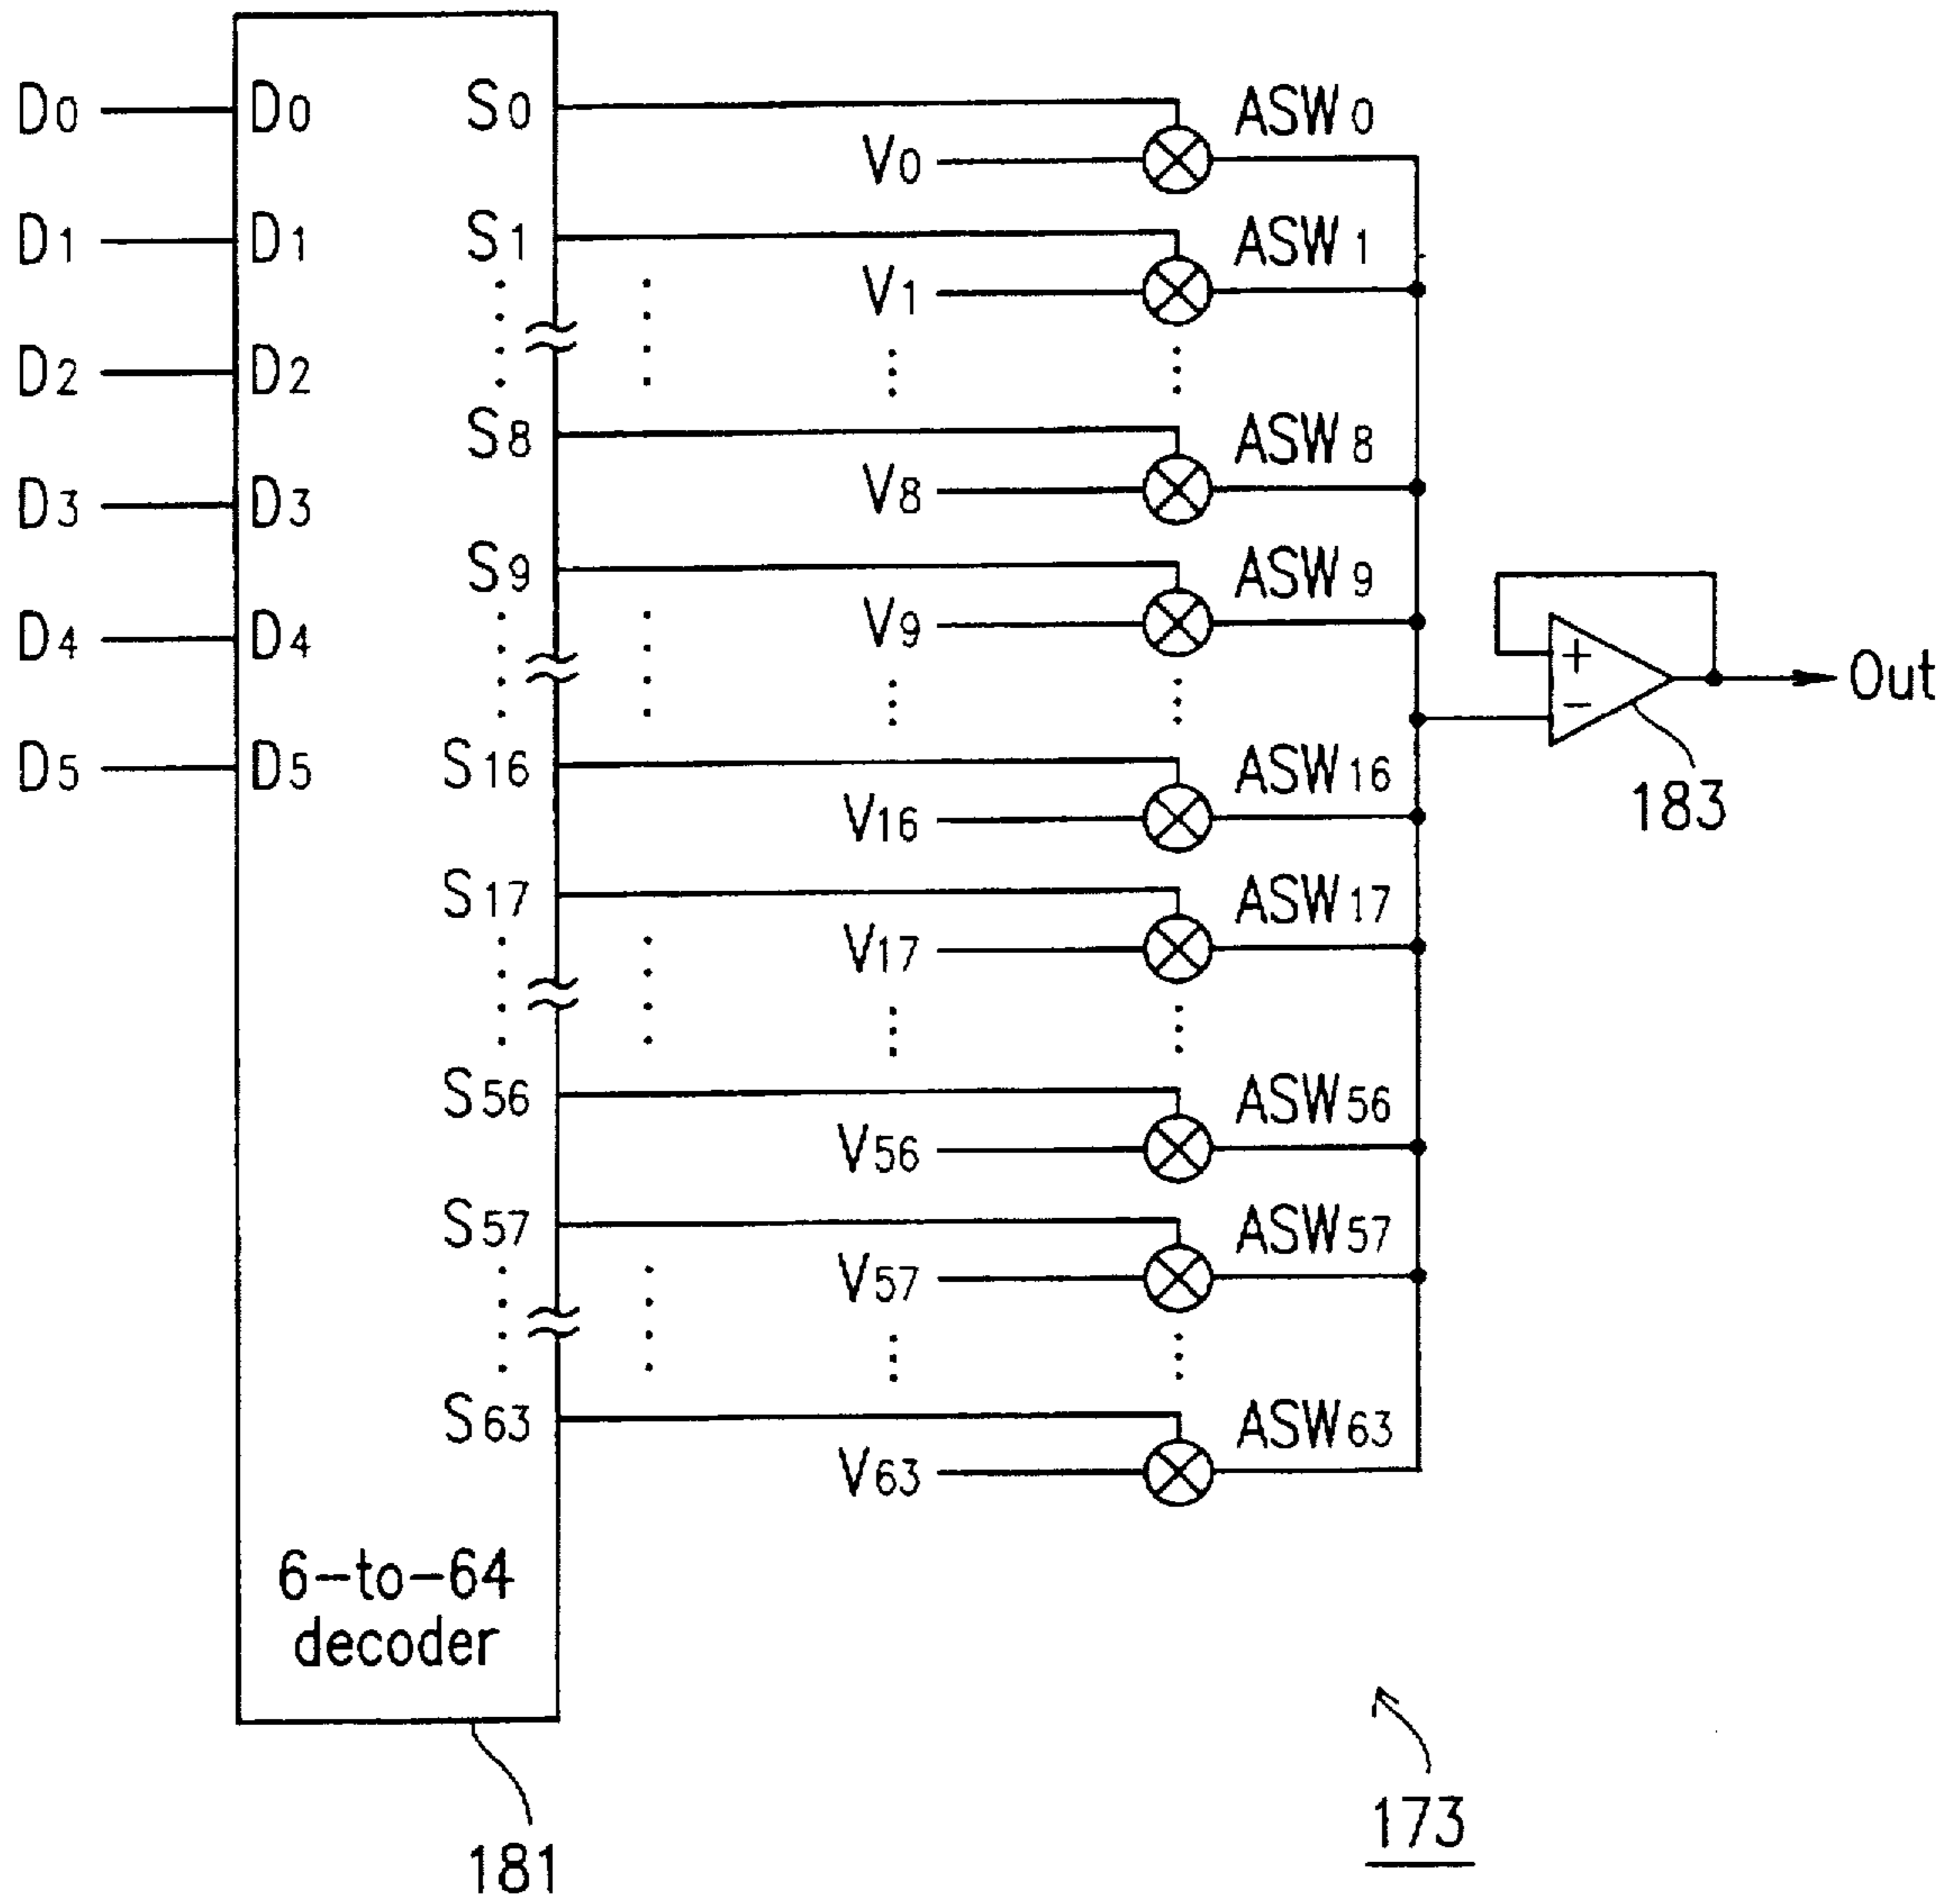 D0 D0 S0 ASW0
V0
D1 D1 S1 ASW1
V1
D2 D2
S8 ASW8
V8
D3 D3
S9 ASW9
V9
D4 D4
+
Out
−
D5 D5 S16 ASW16
183
V16
S17 ASW17
V17
S56 ASW56
V56
S57 ASW57
V57
S63 ASW63
V63
6-to-64
decoder
173
181